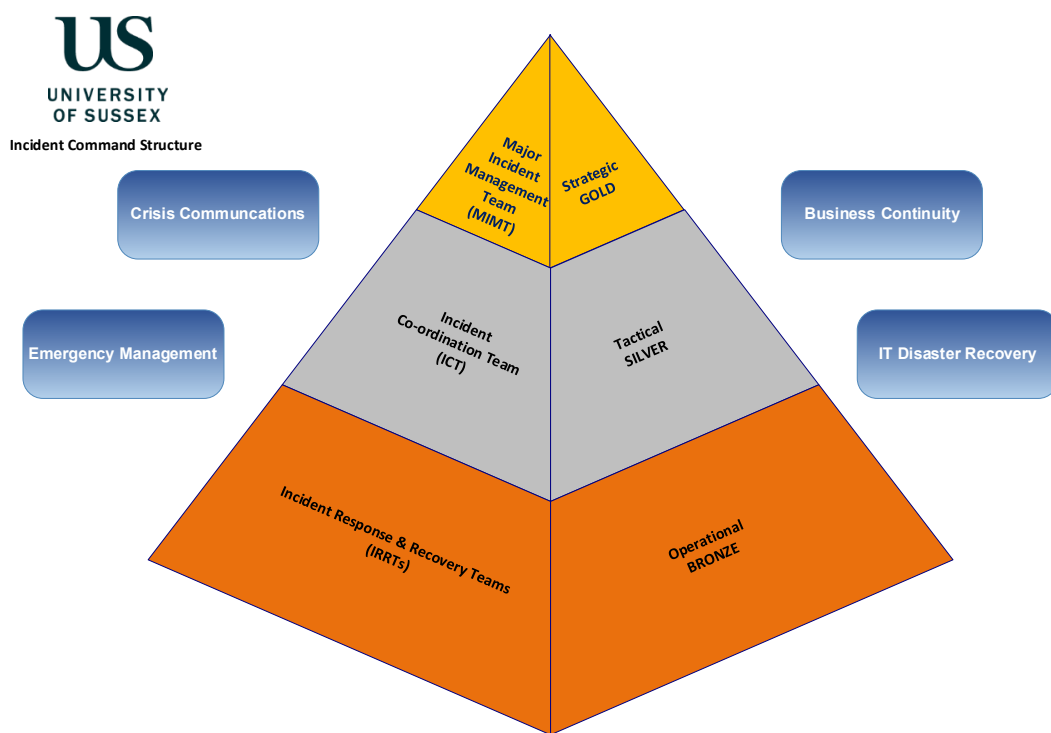 US
UNIVERSITY
OF SUSSEX
Incident Command Structure
Crisis Communcations
Emergency Management
Major
Incident
Management
Team
(MIMT)
Strategic
GOLD
Incident
Co-ordination Team
(ICT)
Tactical
SILVER
Incident Response & Recovery Teams
(IRRTs)
Operational
BRONZE
Business Continuity
IT Disaster Recovery